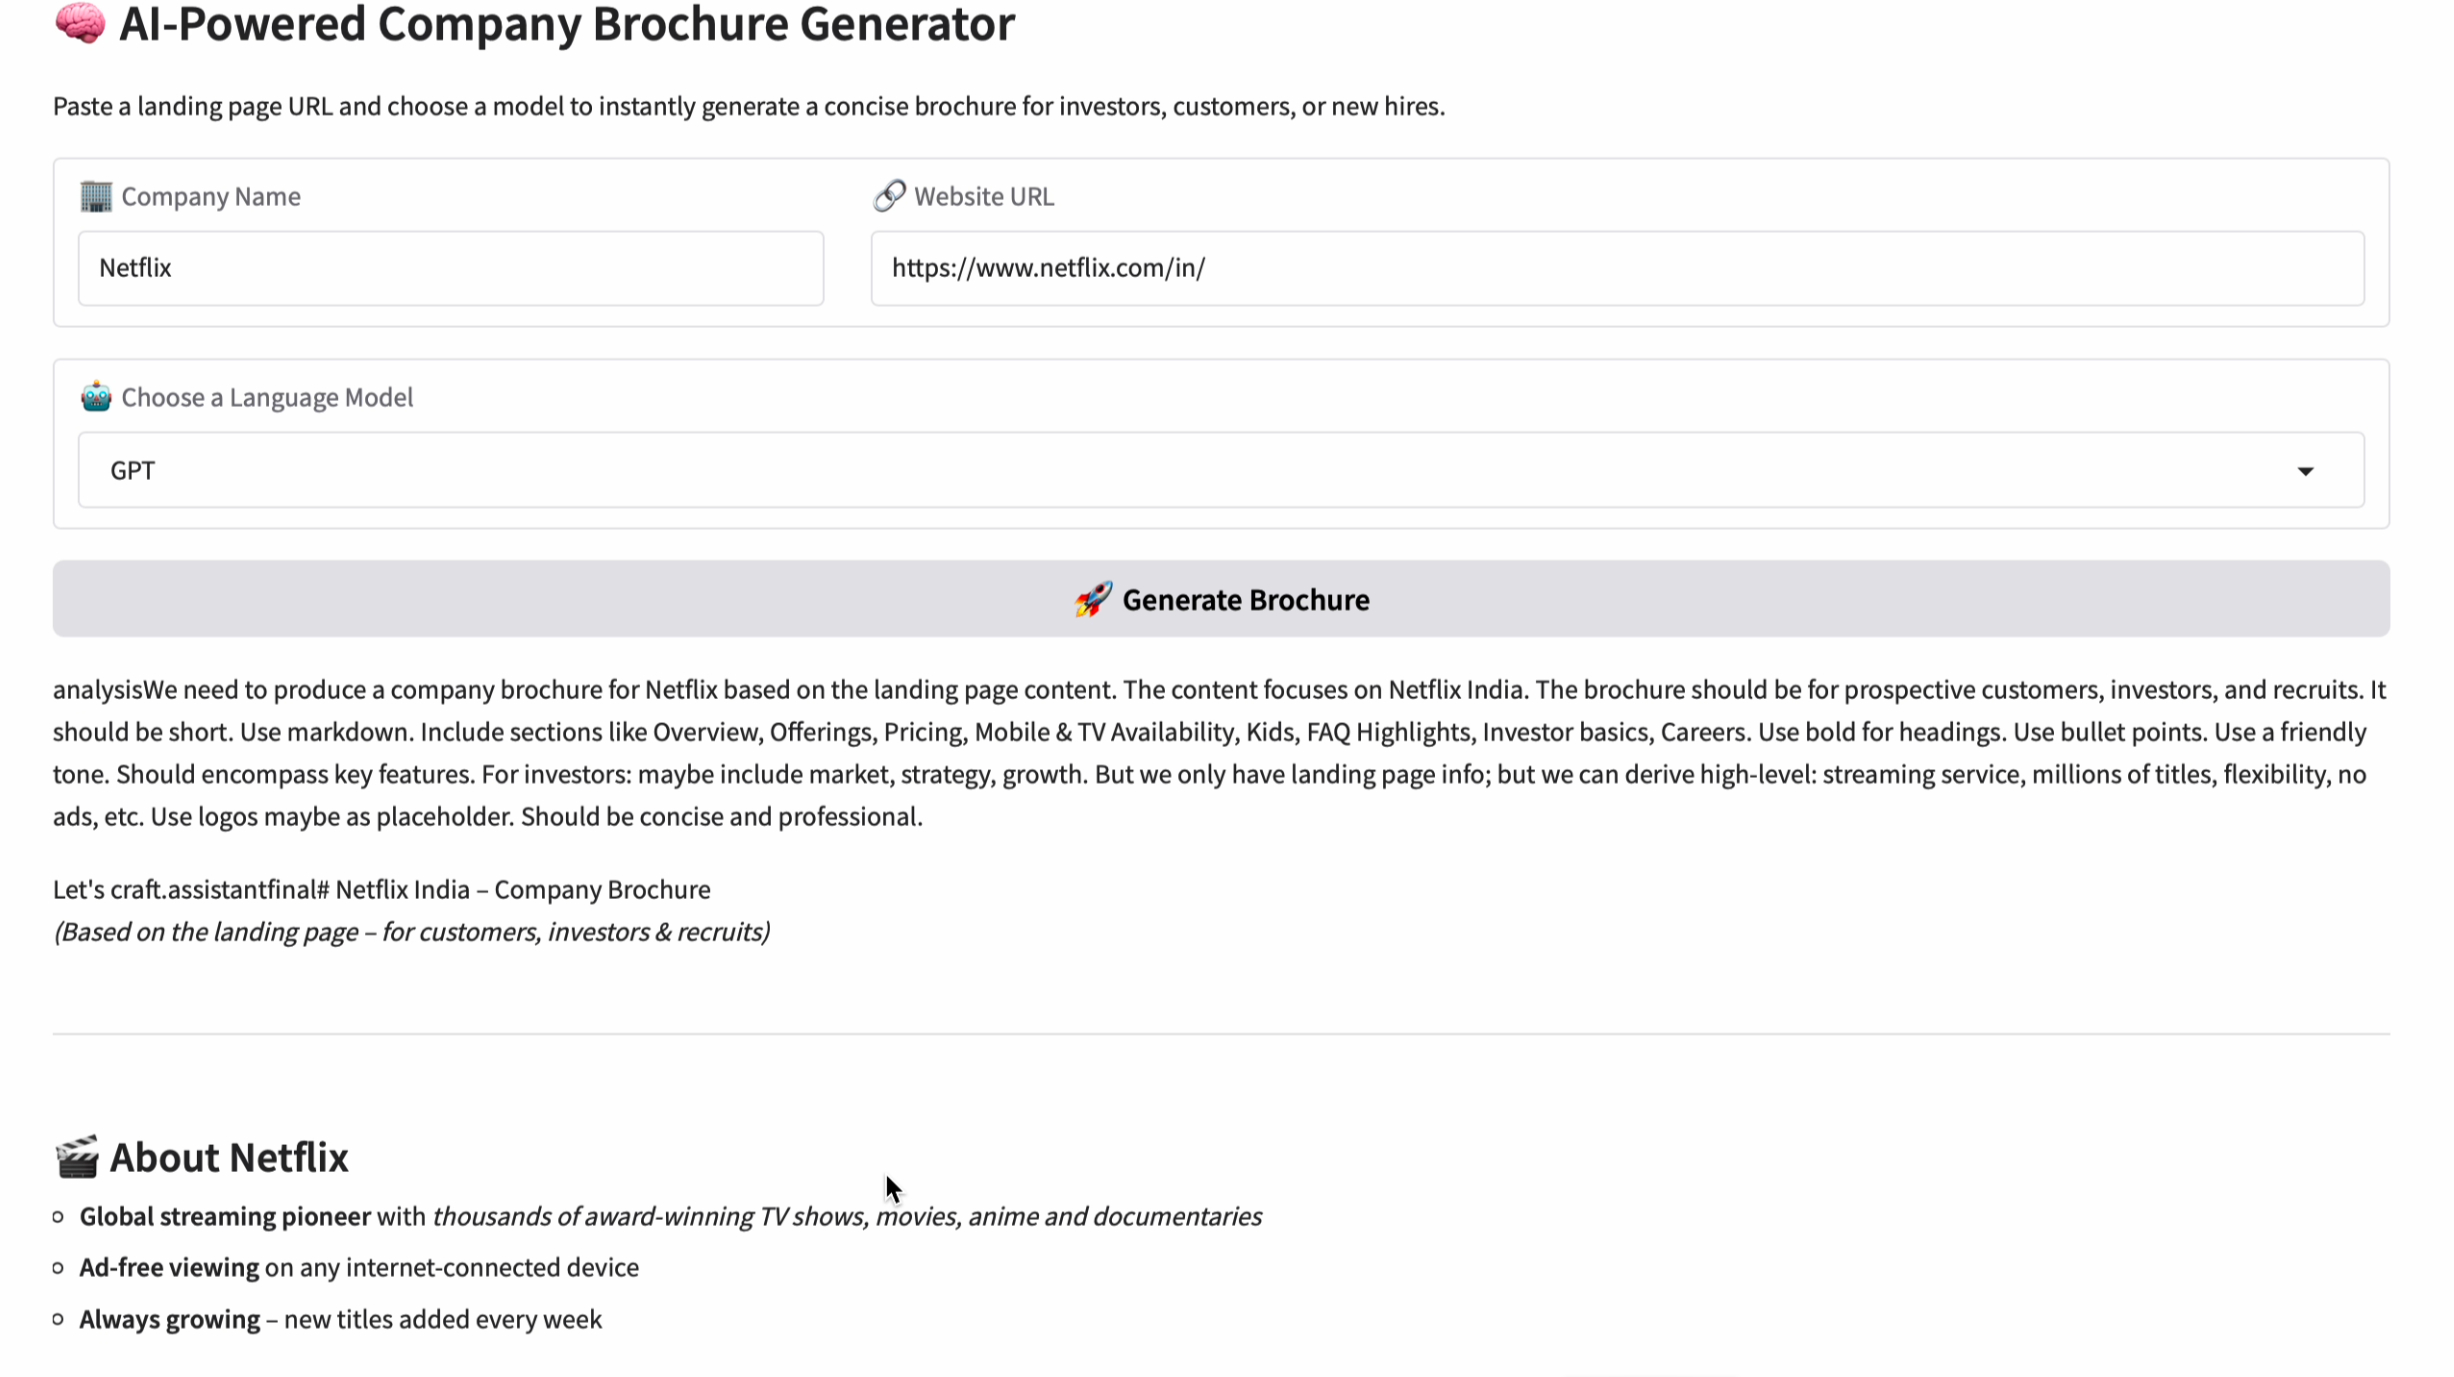 🧠 AI-Powered Company Brochure Generator
Paste a landing page URL and choose a model to instantly generate a concise brochure for investors, customers, or new hires.
🏢 Company Name
🔗 Website URL
Netflix
https://www.netflix.com/in/
🤖 Choose a Language Model
GPT
🚀 Generate Brochure
analysisWe need to produce a company brochure for Netflix based on the landing page content. The content focuses on Netflix India. The brochure should be for prospective customers, investors, and recruits. It
should be short. Use markdown. Include sections like Overview, Offerings, Pricing, Mobile & TV Availability, Kids, FAQ Highlights, Investor basics, Careers. Use bold for headings. Use bullet points. Use a friendly
tone. Should encompass key features. For investors: maybe include market, strategy, growth. But we only have landing page info; but we can derive high-level: streaming service, millions of titles, flexibility, no
ads, etc. Use logos maybe as placeholder. Should be concise and professional.
Let's craft.assistantfinal# Netflix India – Company Brochure
(Based on the landing page – for customers, investors & recruits)
🎬 About Netflix
Global streaming pioneer with thousands of award-winning TV shows, movies, anime and documentaries
Ad-free viewing on any internet-connected device
Always growing – new titles added every week